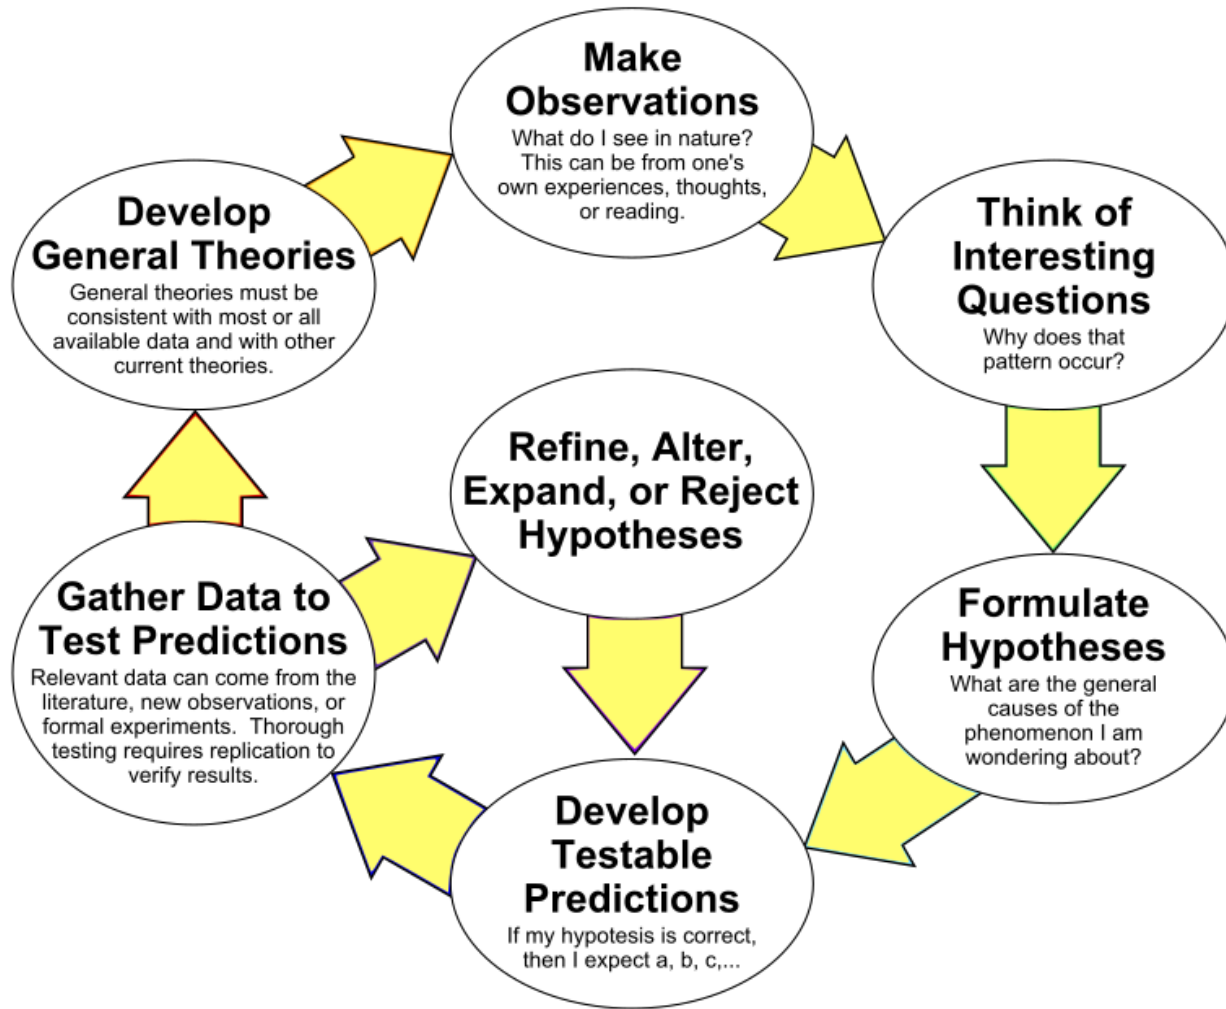 Make
Observations
What do I see in nature?
This can be from one's
own experiences, thoughts,
or reading.
Think of
Interesting
Questions
Why does that
pattern occur?
Formulate
Hypotheses
What are the general
causes of the
phenomenon I am
wondering about?
Develop
Testable
Predictions
If my hypotesis is correct,
then I expect a, b, c,...
Gather Data to
Test Predictions
Relevant data can come from the
literature, new observations, or
formal experiments.  Thorough
testing requires replication to
verify results.
Refine, Alter,
Expand, or Reject
Hypotheses
Develop
General Theories
General theories must be
consistent with most or all
available data and with other
current theories.